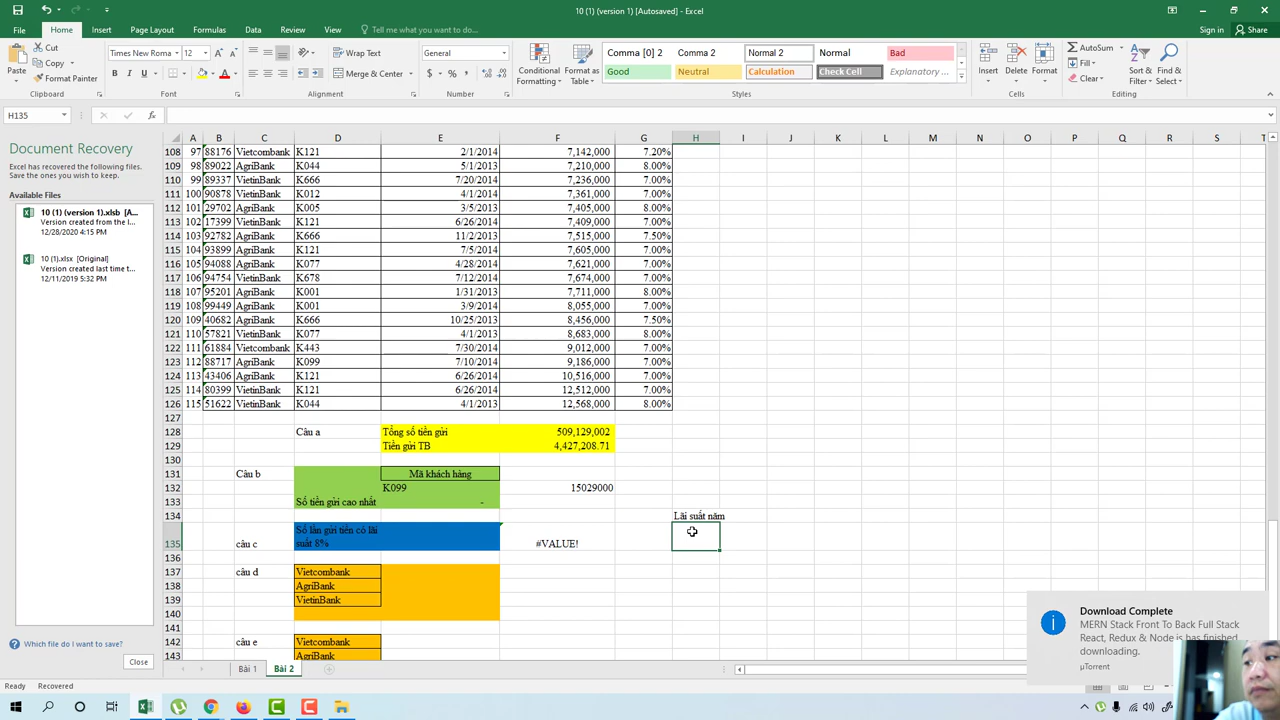 10 (1) (version 1) [Autosaved] - Excel
File Home Insert Page Layout Formulas Data Review View Tell me what you want to do... Sign in Share
Paste Cut Copy Format Painter Clipboard
Times New Roma 12 Font
Wrap Text Merge & Center Alignment
General Number
Conditional Formatting Format as Table
Comma [0] 2 Comma 2 Normal 2 Normal Bad
Good Neutral Calculation Check Cell Explanatory ...
Styles
Insert Delete Format Cells
AutoSum Fill Clear Sort & Filter Find & Select Editing
H135 fx
Document Recovery
Excel has recovered the following files. Save the ones you wish to keep.
Available Files
10 (1) (version 1).xlsb [A...
Version created from the l...
12/28/2020 4:15 PM
10 (1).xlsx [Original]
Version created last time t...
12/11/2019 5:32 PM
Which file do I want to save?
Close
A B C D E F G H I J K L M N O P Q R S T
108 97 88176 Vietcombank K121 2/1/2014 7,142,000 7.20%
109 98 89022 AgriBank K044 5/1/2013 7,210,000 8.00%
110 99 89337 VietinBank K666 7/20/2014 7,236,000 7.00%
111 100 90878 VietinBank K012 4/1/2014 7,361,000 7.00%
112 101 29702 AgriBank K005 3/5/2013 7,405,000 8.00%
113 102 17399 VietinBank K121 6/26/2014 7,409,000 7.00%
114 103 92782 AgriBank K666 11/2/2013 7,515,000 7.50%
115 104 93899 AgriBank K121 7/5/2014 7,605,000 7.00%
116 105 94088 AgriBank K077 4/28/2014 7,621,000 7.00%
117 106 94754 VietinBank K678 7/12/2014 7,674,000 7.00%
118 107 95201 AgriBank K001 1/31/2013 7,711,000 8.00%
119 108 99449 AgriBank K001 3/9/2014 8,055,000 7.00%
120 109 40682 AgriBank K666 10/25/2013 8,456,000 7.50%
121 110 57821 VietinBank K077 4/1/2013 8,683,000 8.00%
122 111 61884 Vietcombank K443 7/30/2014 9,012,000 7.00%
123 112 88717 AgriBank K099 7/10/2014 9,186,000 7.00%
124 113 43406 AgriBank K121 6/26/2014 10,516,000 7.00%
125 114 80399 VietinBank K121 6/26/2014 12,512,000 7.00%
126 115 51622 VietinBank K044 4/1/2013 12,568,000 8.00%
127
128 Câu a Tổng số tiền gửi 509,129,002
129 Tiền gửi TB 4,427,208.71
130
131 Câu b Mã khách hàng
132 K099 15029000
133 Số tiền gửi cao nhất -
134 Lãi suất năm
135 câu c Số lần gửi tiền có lãi suất 8% #VALUE!
136
137 câu d Vietcombank
138 AgriBank
139 VietinBank
140
141
142 câu e Vietcombank
143 AgriBank
Download Complete
MERN Stack Front To Back Full Stack
React, Redux & Node is has finished
downloading.
µTorrent
Bài 1 Bài 2
Ready Recovered